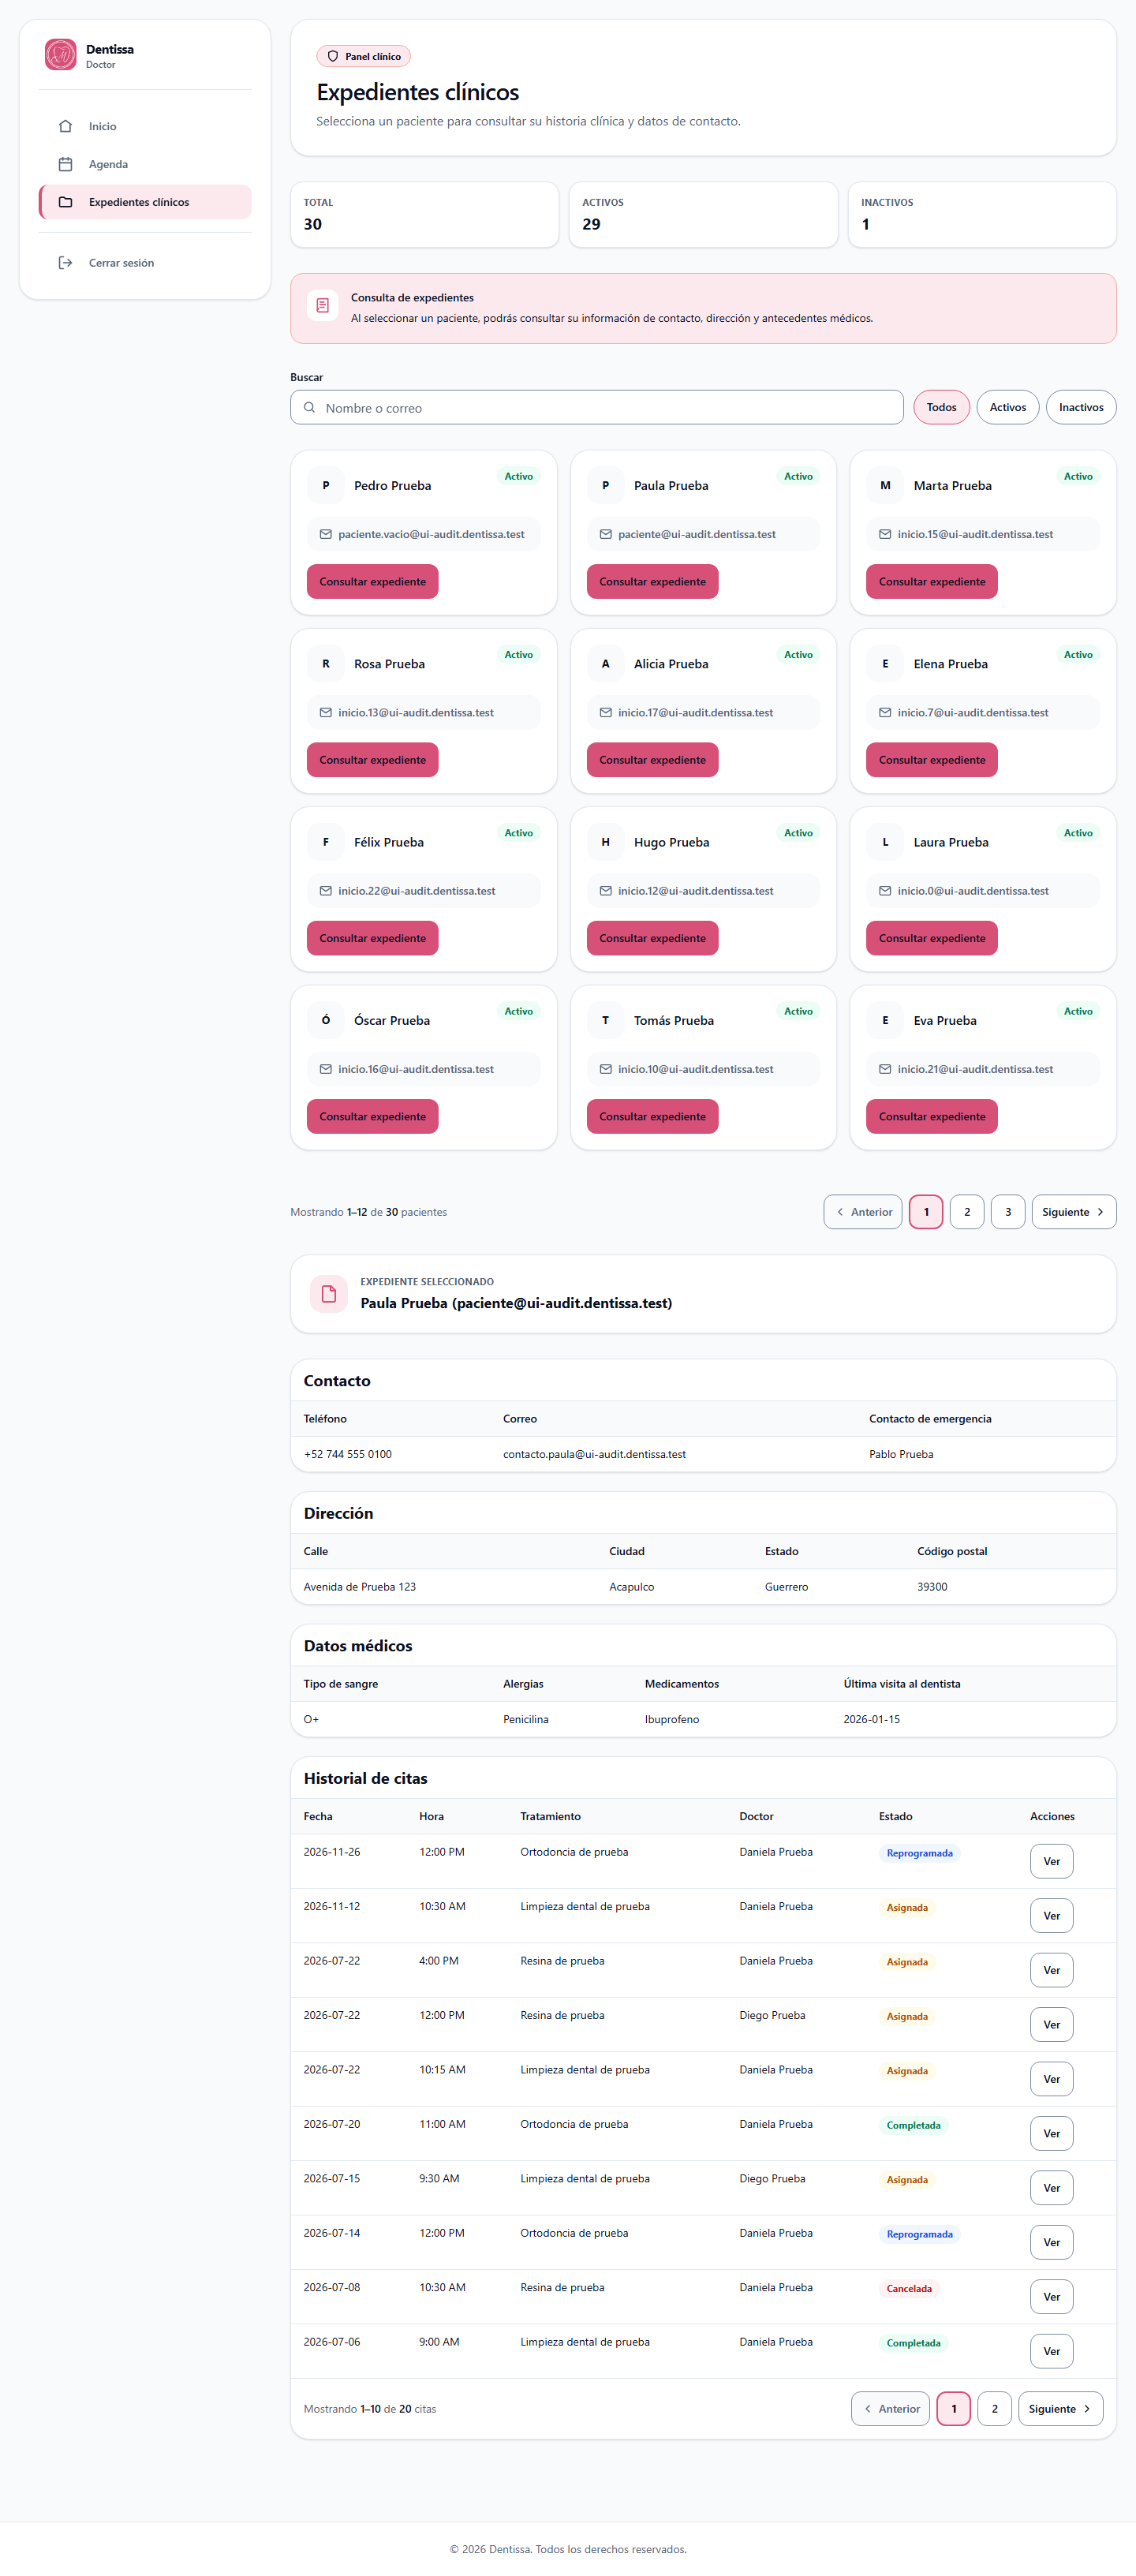 Dentissa
Doctor
Inicio
Agenda
Expedientes clínicos
Cerrar sesión
Panel clínico
Expedientes clínicos
Selecciona un paciente para consultar su historia clínica y datos de contacto.
TOTAL
30
ACTIVOS
29
INACTIVOS
1
Consulta de expedientes
Al seleccionar un paciente, podrás consultar su información de contacto, dirección y antecedentes médicos.
Buscar
Nombre o correo
Todos
Activos
Inactivos
P Pedro Prueba Activo
paciente.vacio@ui-audit.dentissa.test
Consultar expediente
P Paula Prueba Activo
paciente@ui-audit.dentissa.test
Consultar expediente
M Marta Prueba Activo
inicio.15@ui-audit.dentissa.test
Consultar expediente
R Rosa Prueba Activo
inicio.13@ui-audit.dentissa.test
Consultar expediente
A Alicia Prueba Activo
inicio.17@ui-audit.dentissa.test
Consultar expediente
E Elena Prueba Activo
inicio.7@ui-audit.dentissa.test
Consultar expediente
F Félix Prueba Activo
inicio.22@ui-audit.dentissa.test
Consultar expediente
H Hugo Prueba Activo
inicio.12@ui-audit.dentissa.test
Consultar expediente
L Laura Prueba Activo
inicio.0@ui-audit.dentissa.test
Consultar expediente
Ó Óscar Prueba Activo
inicio.16@ui-audit.dentissa.test
Consultar expediente
T Tomás Prueba Activo
inicio.10@ui-audit.dentissa.test
Consultar expediente
E Eva Prueba Activo
inicio.21@ui-audit.dentissa.test
Consultar expediente
Mostrando 1–12 de 30 pacientes
Anterior 1 2 3 Siguiente
EXPEDIENTE SELECCIONADO
Paula Prueba (paciente@ui-audit.dentissa.test)
Contacto
Teléfono Correo Contacto de emergencia
+52 744 555 0100 contacto.paula@ui-audit.dentissa.test Pablo Prueba
Dirección
Calle Ciudad Estado Código postal
Avenida de Prueba 123 Acapulco Guerrero 39300
Datos médicos
Tipo de sangre Alergias Medicamentos Última visita al dentista
O+ Penicilina Ibuprofeno 2026-01-15
Historial de citas
Fecha Hora Tratamiento Doctor Estado Acciones
2026-11-26 12:00 PM Ortodoncia de prueba Daniela Prueba Reprogramada Ver
2026-11-12 10:30 AM Limpieza dental de prueba Daniela Prueba Asignada Ver
2026-07-22 4:00 PM Resina de prueba Daniela Prueba Asignada Ver
2026-07-22 12:00 PM Resina de prueba Diego Prueba Asignada Ver
2026-07-22 10:15 AM Limpieza dental de prueba Daniela Prueba Asignada Ver
2026-07-20 11:00 AM Ortodoncia de prueba Daniela Prueba Completada Ver
2026-07-15 9:30 AM Limpieza dental de prueba Diego Prueba Asignada Ver
2026-07-14 12:00 PM Ortodoncia de prueba Daniela Prueba Reprogramada Ver
2026-07-08 10:30 AM Resina de prueba Daniela Prueba Cancelada Ver
2026-07-06 9:00 AM Limpieza dental de prueba Daniela Prueba Completada Ver
Mostrando 1–10 de 20 citas
Anterior 1 2 Siguiente
© 2026 Dentissa. Todos los derechos reservados.